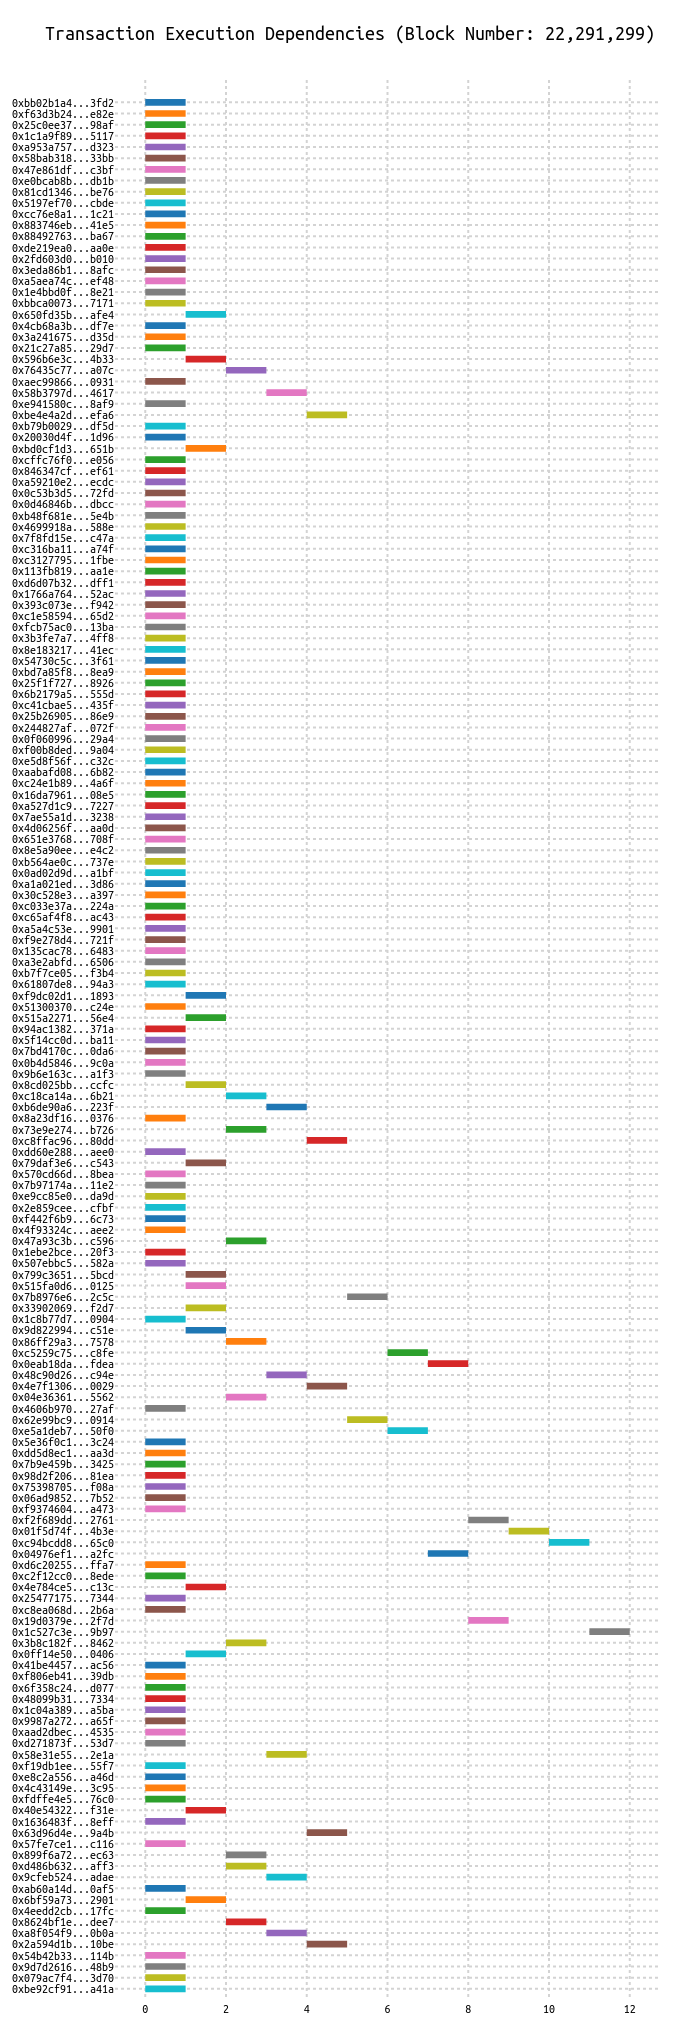 Transaction Execution Dependencies (Block Number: 22,291,299)
0xbb02b1a4...3fd2
0xf63d3b24...e82e
0x25c0ee37...98af
0x1c1a9f89...5117
0xa953a757...d323
0x58bab318...33bb
0x47e861df...c3bf
0xe0bcab8b...db1b
0x81cd1346...be76
0x5197ef70...cbde
0xcc76e8a1...1c21
0x883746eb...41e5
0x88492763...ba67
0xde219ea0...aa0e
0x2fd603d0...b010
0x3eda86b1...8afc
0xa5aea74c...ef48
0x1e4bbd0f...8e21
0xbbca0073...7171
0x650fd35b...afe4
0x4cb68a3b...df7e
0x3a241675...d35d
0x21c27a85...29d7
0x596b6e3c...4b33
0x76435c77...a07c
0xaec99866...0931
0x58b3797d...4617
0xe941580c...8af9
0xbe4e4a2d...efa6
0xb79b0029...df5d
0x20030d4f...1d96
0xbd0cf1d3...651b
0xcffc76f0...e056
0x846347cf...ef61
0xa59210e2...ecdc
0x0c53b3d5...72fd
0x0d46846b...dbcc
0xb48f681e...5e4b
0x4699918a...588e
0x7f8fd15e...c47a
0xc316ba11...a74f
0xc3127795...1fbe
0x113fb819...aa1e
0xd6d07b32...dff1
0x1766a764...52ac
0x393c073e...f942
0xc1e58594...65d2
0xfcb75ac0...13ba
0x3b3fe7a7...4ff8
0x8e183217...41ec
0x54730c5c...3f61
0xbd7a85f8...8ea9
0x25f1f727...8926
0x6b2179a5...555d
0xc41cbae5...435f
0x25b26905...86e9
0x244827af...072f
0x0f060996...29a4
0xf00b8ded...9a04
0xe5d8f56f...c32c
0xaabafd08...6b82
0xc24e1b89...4a6f
0x16da7961...08e5
0xa527d1c9...7227
0x7ae55a1d...3238
0x4d06256f...aa0d
0x651e3768...708f
0x8e5a90ee...e4c2
0xb564ae0c...737e
0x0ad02d9d...a1bf
0xa1a021ed...3d86
0x30c528e3...a397
0xc033e37a...224a
0xc65af4f8...ac43
0xa5a4c53e...9901
0xf9e278d4...721f
0x135cac78...6483
0xa3e2abfd...6506
0xb7f7ce05...f3b4
0x61807de8...94a3
0xf9dc02d1...1893
0x51300370...c24e
0x515a2271...56e4
0x94ac1382...371a
0x5f14cc0d...ba11
0x7bd4170c...0da6
0x0b4d5846...9c0a
0x9b6e163c...a1f3
0x8cd025bb...ccfc
0xc18ca14a...6b21
0xb6de90a6...223f
0x8a23df16...0376
0x73e9e274...b726
0xc8ffac96...80dd
0xdd60e288...aee0
0x79daf3e6...c543
0x570cd66d...8bea
0x7b97174a...11e2
0xe9cc85e0...da9d
0x2e859cee...cfbf
0xf442f6b9...6c73
0x4f93324c...aee2
0x47a93c3b...c596
0x1ebe2bce...20f3
0x507ebbc5...582a
0x799c3651...5bcd
0x515fa0d6...0125
0x7b8976e6...2c5c
0x33902069...f2d7
0x1c8b77d7...0904
0x9d822994...c51e
0x86ff29a3...7578
0xc5259c75...c8fe
0x0eab18da...fdea
0x48c90d26...c94e
0x4e7f1306...0029
0x04e36361...5562
0x4606b970...27af
0x62e99bc9...0914
0xe5a1deb7...50f0
0x5e36f0c1...3c24
0xdd5d8ec1...aa3d
0x7b9e459b...3425
0x98d2f206...81ea
0x75398705...f08a
0x06ad9852...7b52
0xf9374604...a473
0xf2f689dd...2761
0x01f5d74f...4b3e
0xc94bcdd8...65c0
0x04976ef1...a2fc
0xd6c20255...ffa7
0xc2f12cc0...8ede
0x4e784ce5...c13c
0x25477175...7344
0xc8ea068d...2b6a
0x19d0379e...2f7d
0x1c527c3e...9b97
0x3b8c182f...8462
0x0ff14e50...0406
0x41be4457...ac56
0xf806eb41...39db
0x6f358c24...d077
0x48099b31...7334
0x1c04a389...a5ba
0x9987a272...a65f
0xaad2dbec...4535
0xd271873f...53d7
0x58e31e55...2e1a
0xf19db1ee...55f7
0xe8c2a556...a46d
0x4c43149e...3c95
0xfdffe4e5...76c0
0x40e54322...f31e
0x1636483f...8eff
0x63d96d4e...9a4b
0x57fe7ce1...c116
0x899f6a72...ec63
0xd486b632...aff3
0x9cfeb524...adae
0xab60a14d...0af5
0x6bf59a73...2901
0x4eedd2cb...17fc
0x8624bf1e...dee7
0xa8f054f9...0b0a
0x2a594d1b...10be
0x54b42b33...114b
0x9d7d2616...48b9
0x079ac7f4...3d70
0xbe92cf91...a41a
0 2 4 6 8 10 12